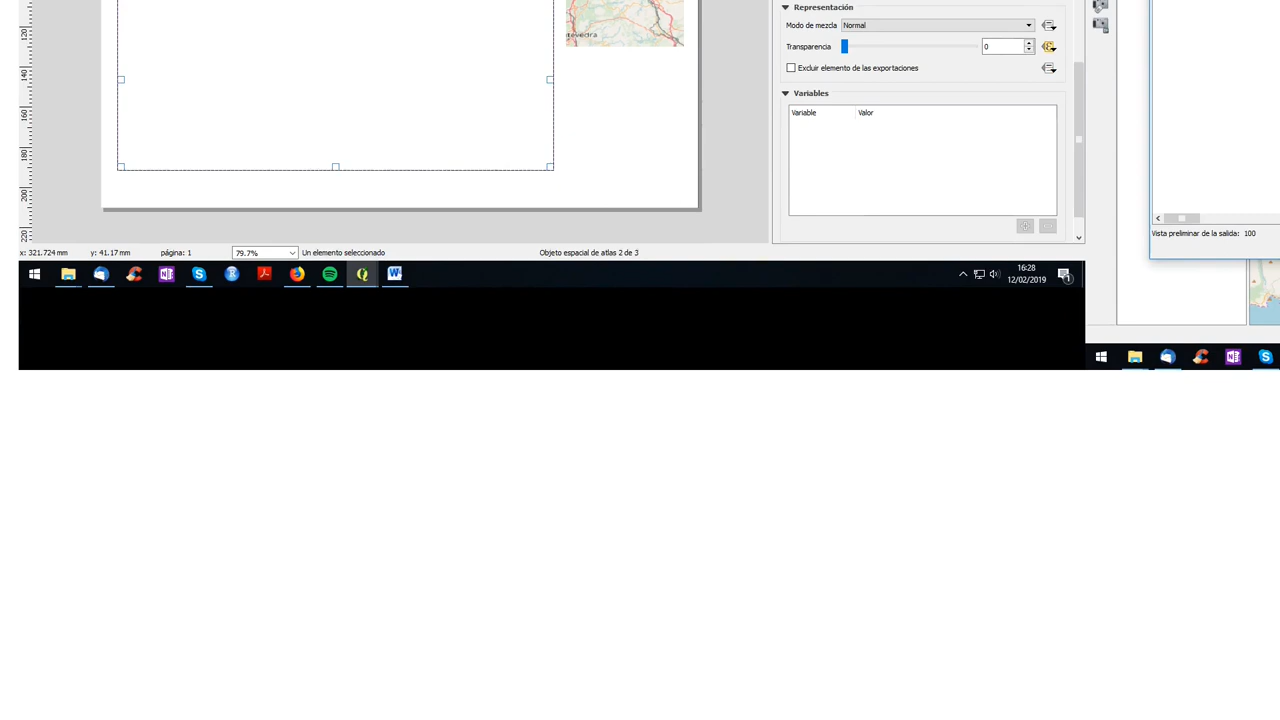 120
140
160
180
200
220
tevedra
Representación
Modo de mezcla Normal
Transparencia 0
Excluir elemento de las exportaciones
Variables
Variable Valor
x: 321.724 mm y: 41.17 mm página: 1 79.7% Un elemento seleccionado Objeto espacial de atlas 2 de 3
Vista preliminar de la salida: 100
16:28
12/02/2019